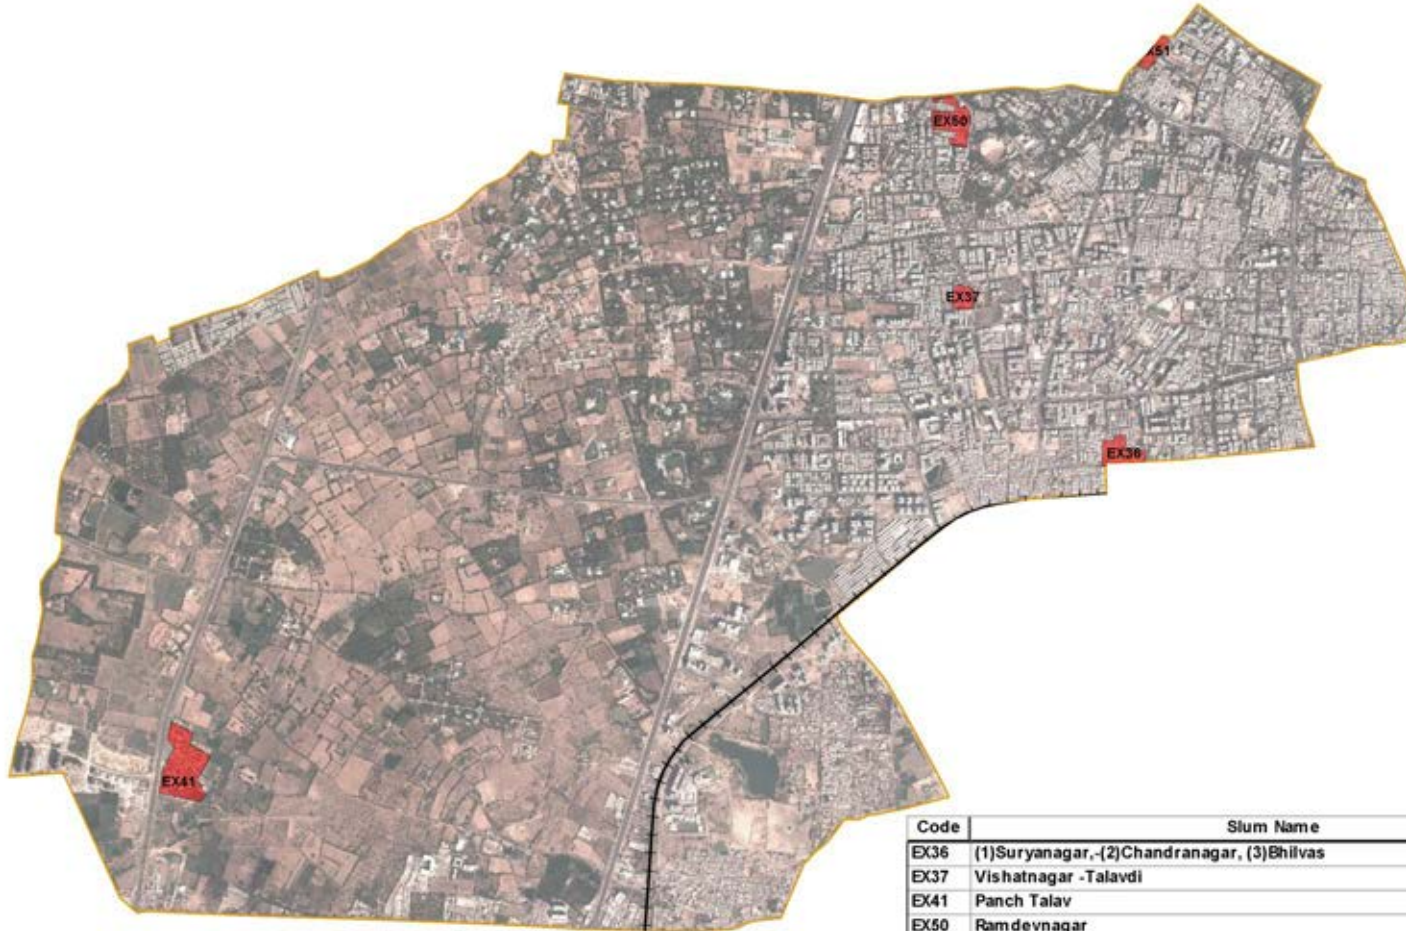 X51
EX50
EX37
EX36
EX41
Code Slum Name
EX36 (1)Suryanagar,-(2)Chandranagar, (3)Bhilvas
EX37 Vishatnagar -Talavdi
EX41 Panch Talav
EX50 Ramdevnagar